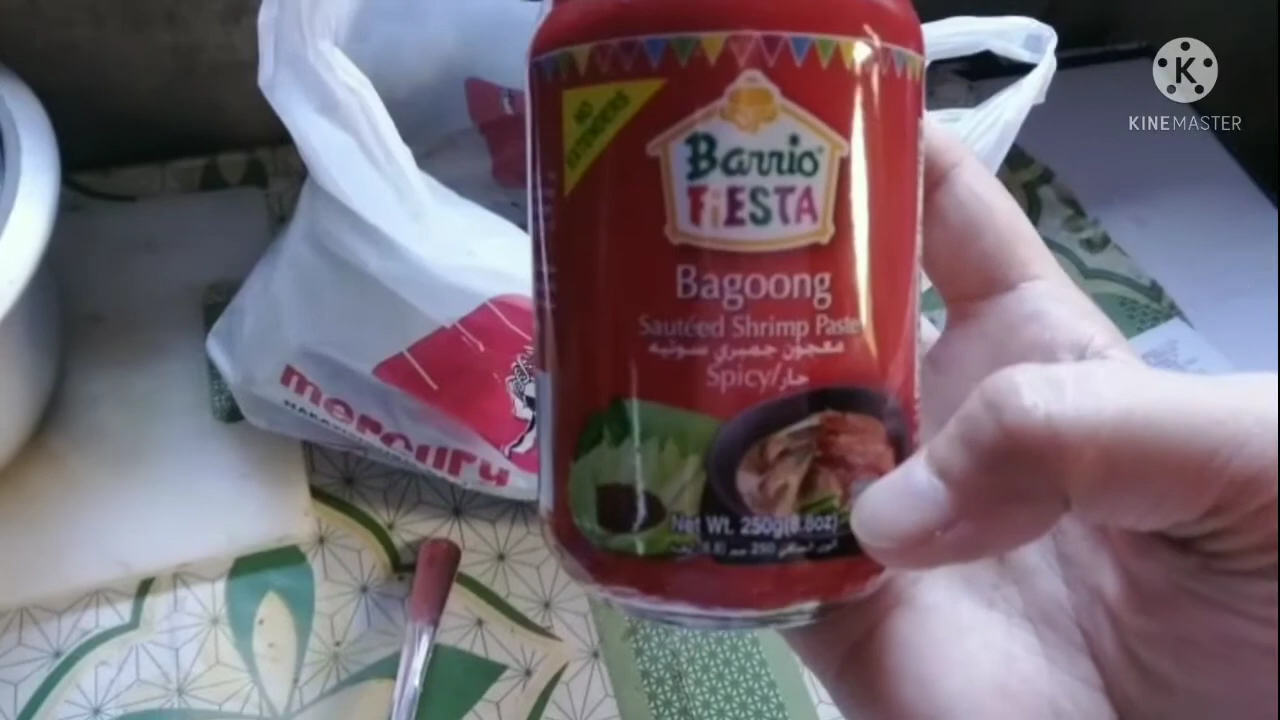 KINEMASTER
NO
EXTENDERS
Barrio
FiESTA
Bagoong
Sautéed Shrimp Paste
معجون جمبري سوتيه
Spicy/حار
Net Wt. 250g(8.8oz)
mercury